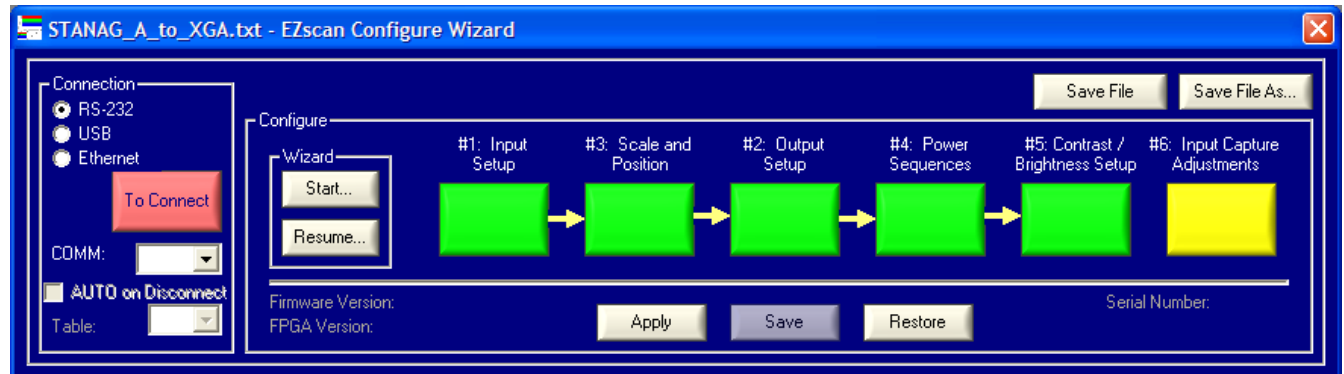 STANAG_A_to_XGA.txt - EZscan Configure Wizard
Connection
RS-232
USB
Ethernet
To Connect
COMM:
AUTO on Disconnect
Table:
Save File
Save File As...
Configure
Wizard
Start...
Resume...
#1: Input
Setup
#3: Scale and
Position
#2: Output
Setup
#4: Power
Sequences
#5: Contrast /
Brightness Setup
#6: Input Capture
Adjustments
Firmware Version:
FPGA Version:
Apply
Save
Restore
Serial Number: